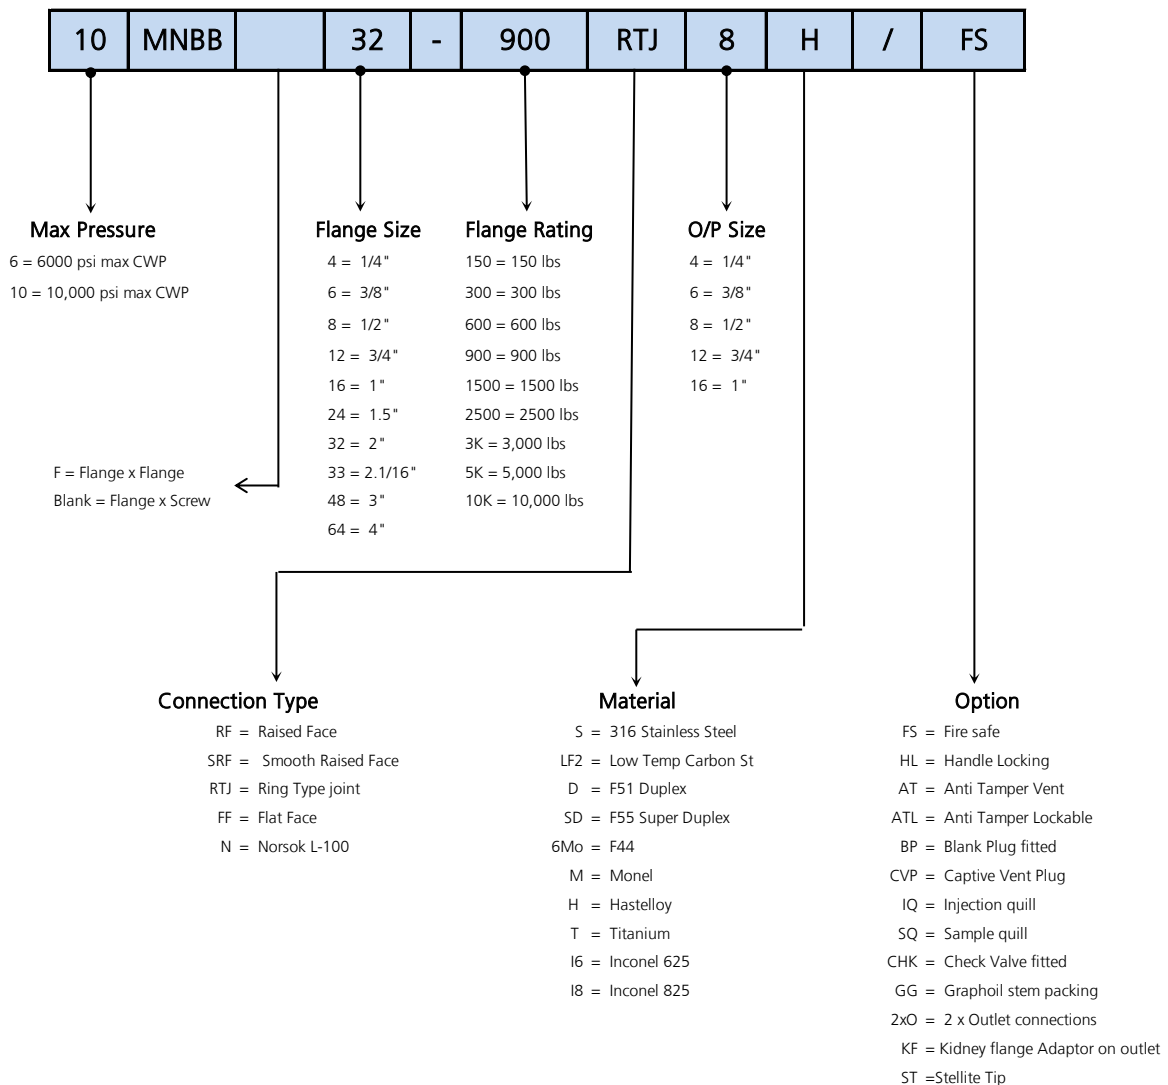 10 MNBB 32 - 900 RTJ 8 H / FS
Max Pressure
6 = 6000 psi max CWP
10 = 10,000 psi max CWP
F = Flange x Flange
Blank = Flange x Screw
Flange Size
4 = 1/4"
6 = 3/8"
8 = 1/2"
12 = 3/4"
16 = 1"
24 = 1.5"
32 = 2"
33 = 2.1/16"
48 = 3"
64 = 4"
Flange Rating
150 = 150 lbs
300 = 300 lbs
600 = 600 lbs
900 = 900 lbs
1500 = 1500 lbs
2500 = 2500 lbs
3K = 3,000 lbs
5K = 5,000 lbs
10K = 10,000 lbs
O/P Size
4 = 1/4"
6 = 3/8"
8 = 1/2"
12 = 3/4"
16 = 1"
Connection Type
RF = Raised Face
SRF = Smooth Raised Face
RTJ = Ring Type joint
FF = Flat Face
N = Norsok L-100
Material
S = 316 Stainless Steel
LF2 = Low Temp Carbon St
D = F51 Duplex
SD = F55 Super Duplex
6Mo = F44
M = Monel
H = Hastelloy
T = Titanium
I6 = Inconel 625
I8 = Inconel 825
Option
FS = Fire safe
HL = Handle Locking
AT = Anti Tamper Vent
ATL = Anti Tamper Lockable
BP = Blank Plug fitted
CVP = Captive Vent Plug
IQ = Injection quill
SQ = Sample quill
CHK = Check Valve fitted
GG = Graphoil stem packing
2xO = 2 x Outlet connections
KF = Kidney flange Adaptor on outlet
ST =Stellite Tip